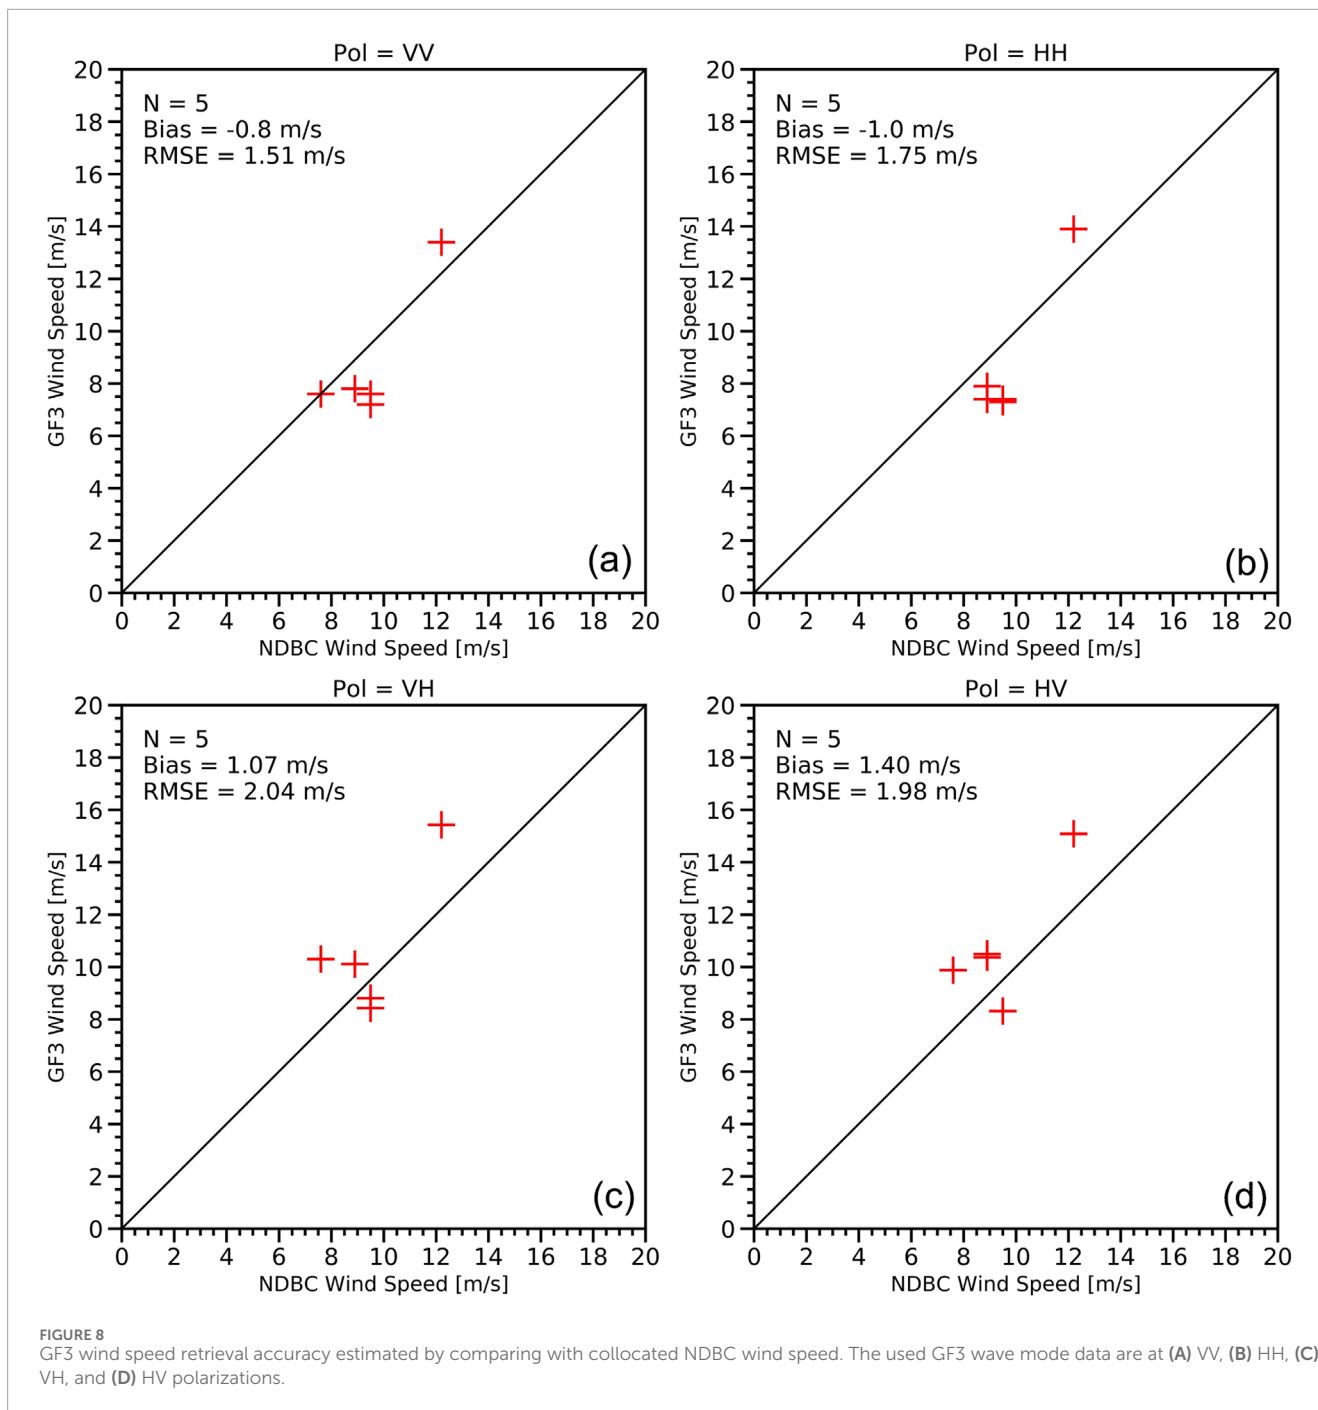 Pol = VV
20
18
16
14
12
10
8
6
4
2
0
GF3 Wind Speed [m/s]
N = 5
Bias = -0.8 m/s
RMSE = 1.51 m/s
(a)
0 2 4 6 8 10 12 14 16 18 20
NDBC Wind Speed [m/s]
Pol = HH
20
18
16
14
12
10
8
6
4
2
0
GF3 Wind Speed [m/s]
N = 5
Bias = -1.0 m/s
RMSE = 1.75 m/s
(b)
0 2 4 6 8 10 12 14 16 18 20
NDBC Wind Speed [m/s]
Pol = VH
20
18
16
14
12
10
8
6
4
2
0
GF3 Wind Speed [m/s]
N = 5
Bias = 1.07 m/s
RMSE = 2.04 m/s
(c)
0 2 4 6 8 10 12 14 16 18 20
NDBC Wind Speed [m/s]
Pol = HV
20
18
16
14
12
10
8
6
4
2
0
GF3 Wind Speed [m/s]
N = 5
Bias = 1.40 m/s
RMSE = 1.98 m/s
(d)
0 2 4 6 8 10 12 14 16 18 20
NDBC Wind Speed [m/s]
FIGURE 8
GF3 wind speed retrieval accuracy estimated by comparing with collocated NDBC wind speed. The used GF3 wave mode data are at (A) VV, (B) HH, (C)
VH, and (D) HV polarizations.